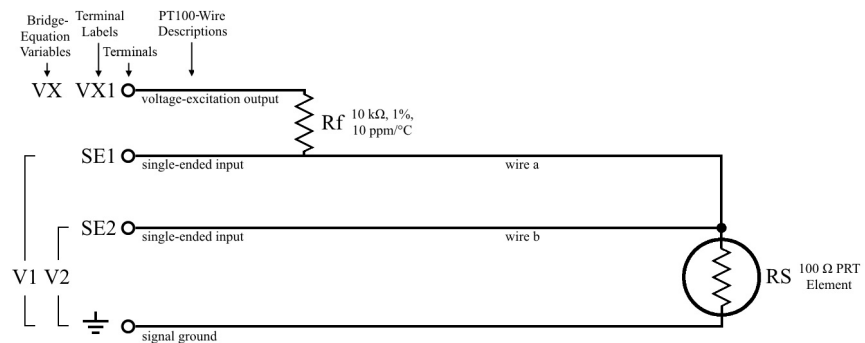 Bridge-
Equation
Variables
Terminal
Labels
Terminals
PT100-Wire
Descriptions
VX
VX1
voltage-excitation output
Rf
10 kΩ, 1%,
10 ppm/°C
SE1
single-ended input
wire a
SE2
single-ended input
wire b
V1
V2
RS
100 Ω PRT
Element
signal ground